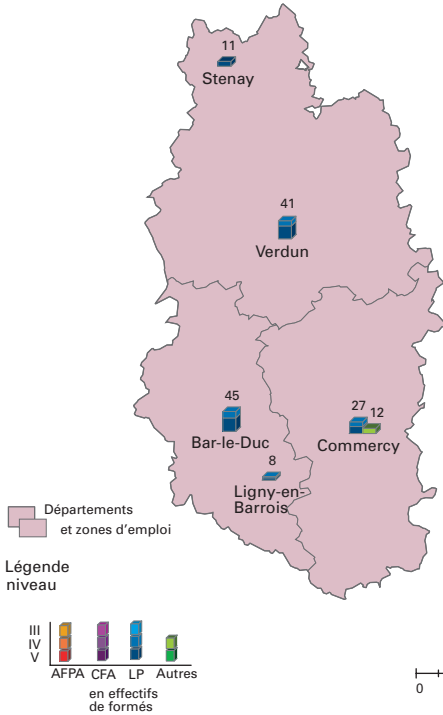 11
Stenay
41
Verdun
45
Bar-le-Duc
27
12
Commercy
8
Ligny-en-
Barrois
Départements
et zones d'emploi
Légende
niveau
III
IV
V
AFPA CFA LP Autres
en effectifs
de formés
0